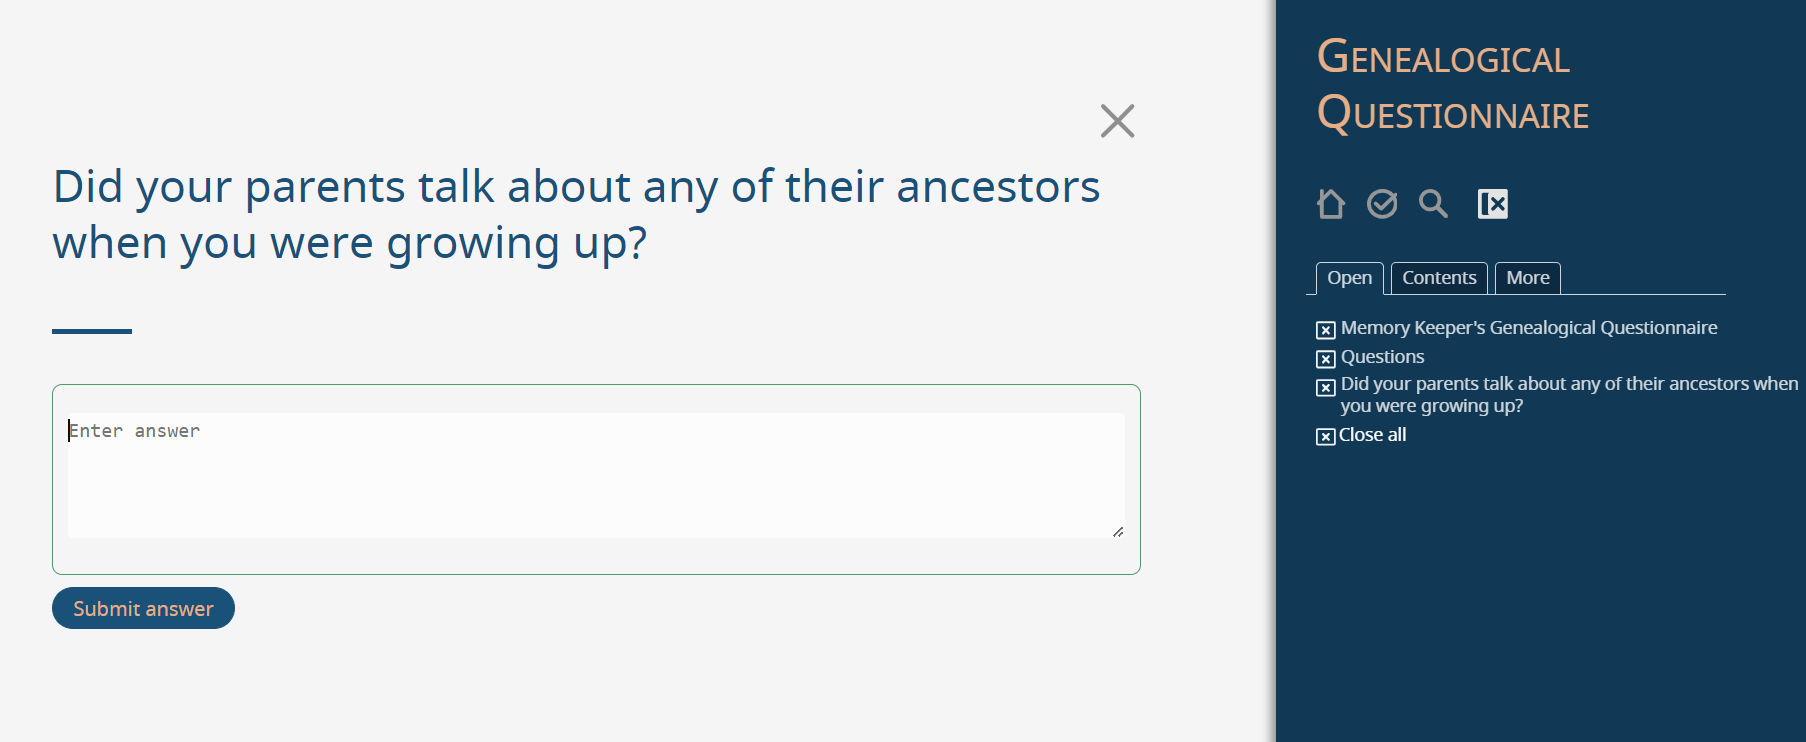 Did your parents talk about any of their ancestors
when you were growing up?
Enter answer
Submit answer
Genealogical
Questionnaire
Open Contents More
Memory Keeper's Genealogical Questionnaire
Questions
Did your parents talk about any of their ancestors when
you were growing up?
Close all